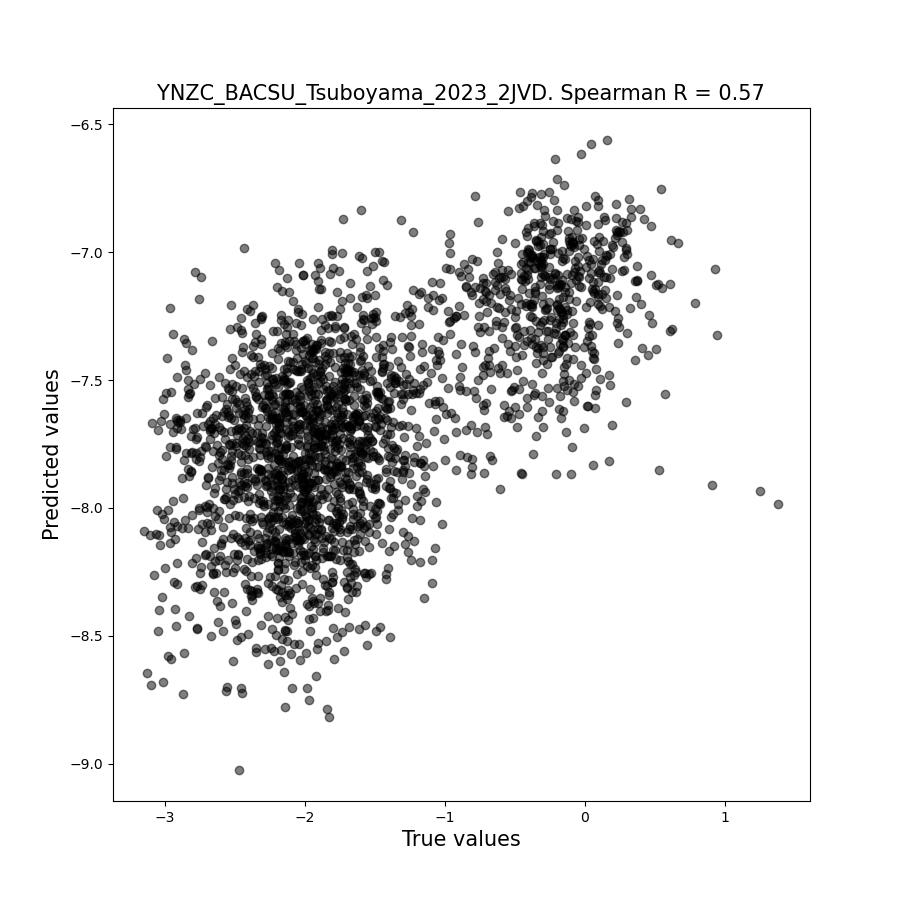 YNZC_BACSU_Tsuboyama_2023_2JVD. Spearman R = 0.57
−6.5
−7.0
−7.5
−8.0
−8.5
−9.0
Predicted values
−3 −2 −1 0 1
True values